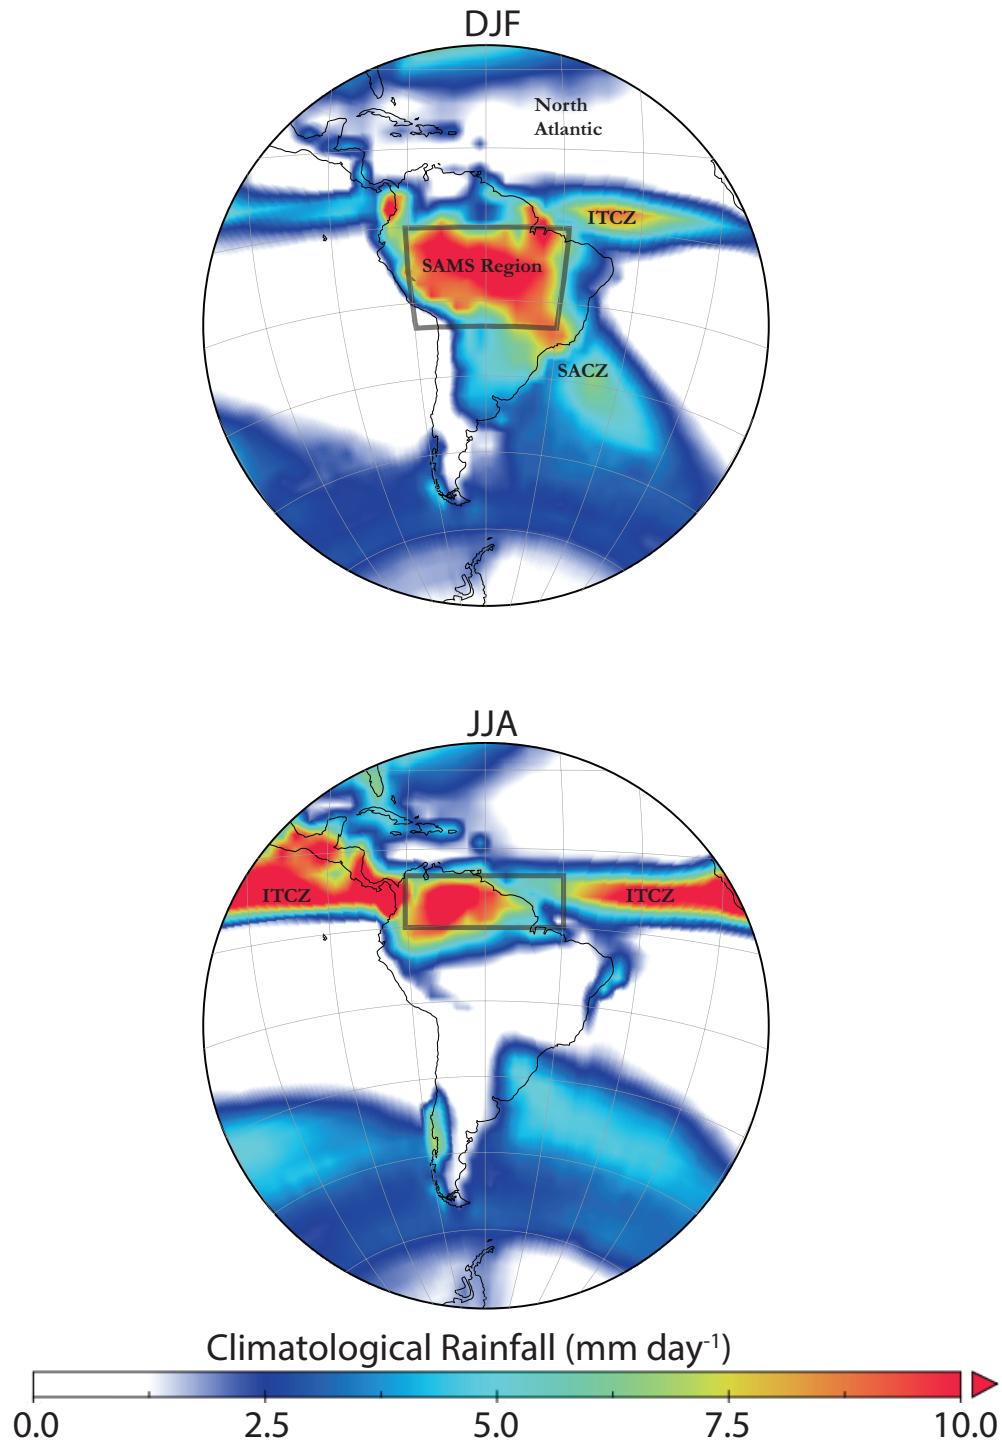 DJF
North
Atlantic
ITCZ
SAMS Region
SACZ
JJA
ITCZ
ITCZ
Climatological Rainfall (mm day⁻¹)
0.0 2.5 5.0 7.5 10.0